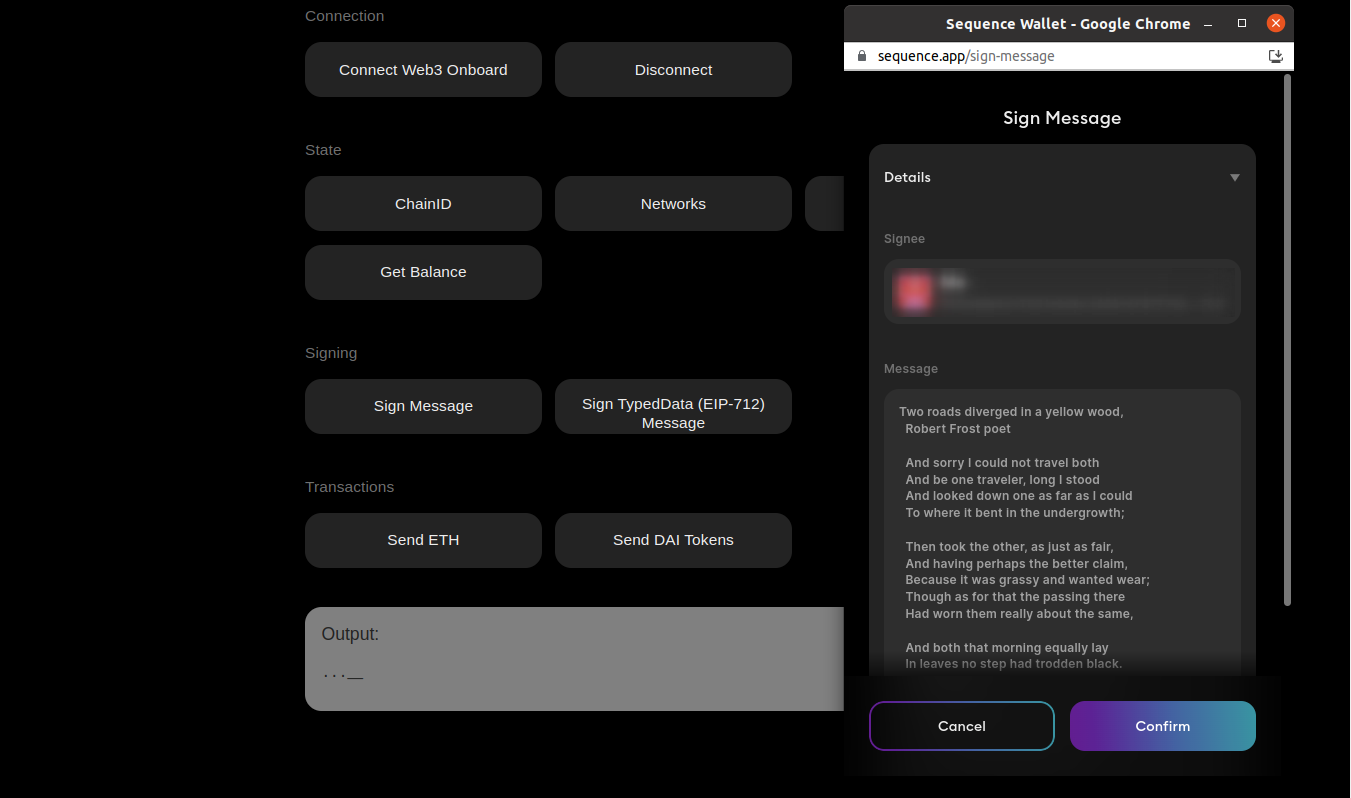 Connection
Connect Web3 Onboard
Disconnect
State
ChainID
Networks
Get Balance
Signing
Sign Message
Sign TypedData (EIP-712)
Message
Transactions
Send ETH
Send DAI Tokens
Output:
...
Sequence Wallet - Google Chrome
sequence.app/sign-message
Sign Message
Details
Signee
Message
Two roads diverged in a yellow wood,
Robert Frost poet
And sorry I could not travel both
And be one traveler, long I stood
And looked down one as far as I could
To where it bent in the undergrowth;
Then took the other, as just as fair,
And having perhaps the better claim,
Because it was grassy and wanted wear;
Though as for that the passing there
Had worn them really about the same,
And both that morning equally lay
In leaves no step had trodden black.
Cancel
Confirm